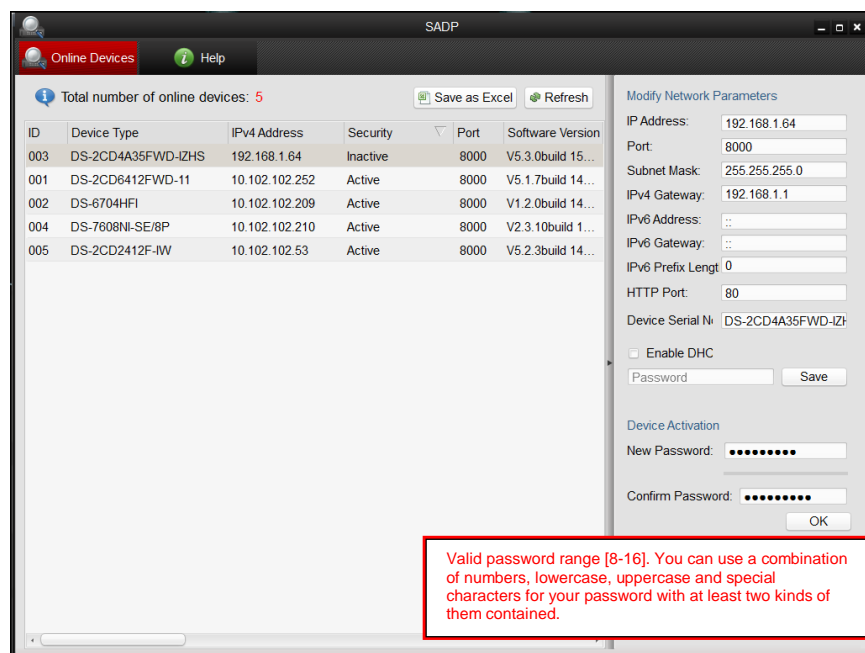 SADP
Online Devices
Help
Total number of online devices: 5
Save as Excel
Refresh
ID Device Type IPv4 Address Security Port Software Version
003 DS-2CD4A35FWD-IZHS 192.168.1.64 Inactive 8000 V5.3.0build 15...
001 DS-2CD6412FWD-11 10.102.102.252 Active 8000 V5.1.7build 14...
002 DS-6704HFI 10.102.102.209 Active 8000 V1.2.0build 14...
004 DS-7608NI-SE/8P 10.102.102.210 Active 8000 V2.3.10build 1...
005 DS-2CD2412F-IW 10.102.102.53 Active 8000 V5.2.3build 14...
Modify Network Parameters
IP Address: 192.168.1.64
Port: 8000
Subnet Mask: 255.255.255.0
IPv4 Gateway: 192.168.1.1
IPv6 Address: ::
IPv6 Gateway: ::
IPv6 Prefix Lengt 0
HTTP Port: 80
Device Serial N DS-2CD4A35FWD-IZH
Enable DHC
Password
Save
Device Activation
New Password: ●●●●●●●●●
Confirm Password: ●●●●●●●●●
OK
Valid password range [8-16]. You can use a combination
of numbers, lowercase, uppercase and special
characters for your password with at least two kinds of
them contained.